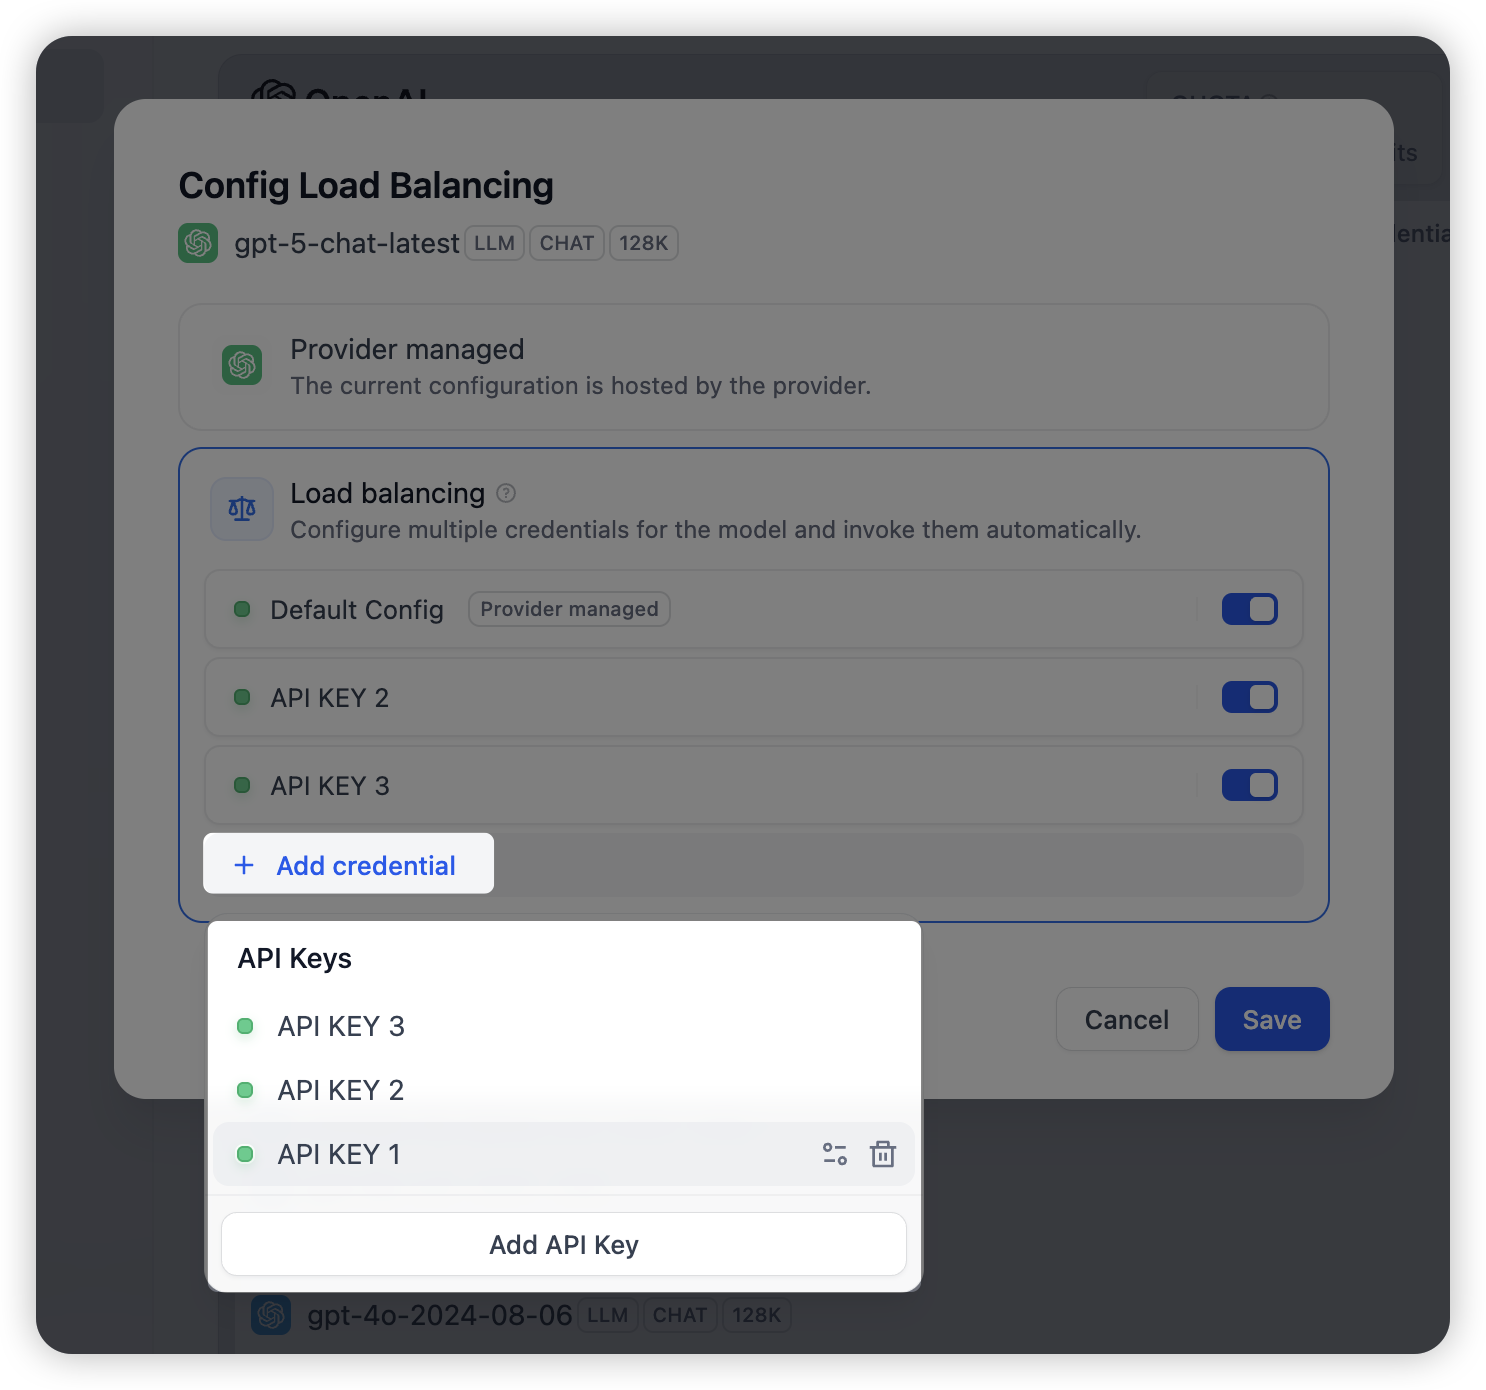 OpenAI
QUOTA
its
Config Load Balancing
gpt-5-chat-latest LLM CHAT 128K
Provider managed
The current configuration is hosted by the provider.
Load balancing
Configure multiple credentials for the model and invoke them automatically.
Default Config Provider managed
API KEY 2
API KEY 3
+ Add credential
API Keys
API KEY 3
API KEY 2
API KEY 1
Add API Key
Cancel
Save
gpt-4o-2024-08-06 LLM CHAT 128K